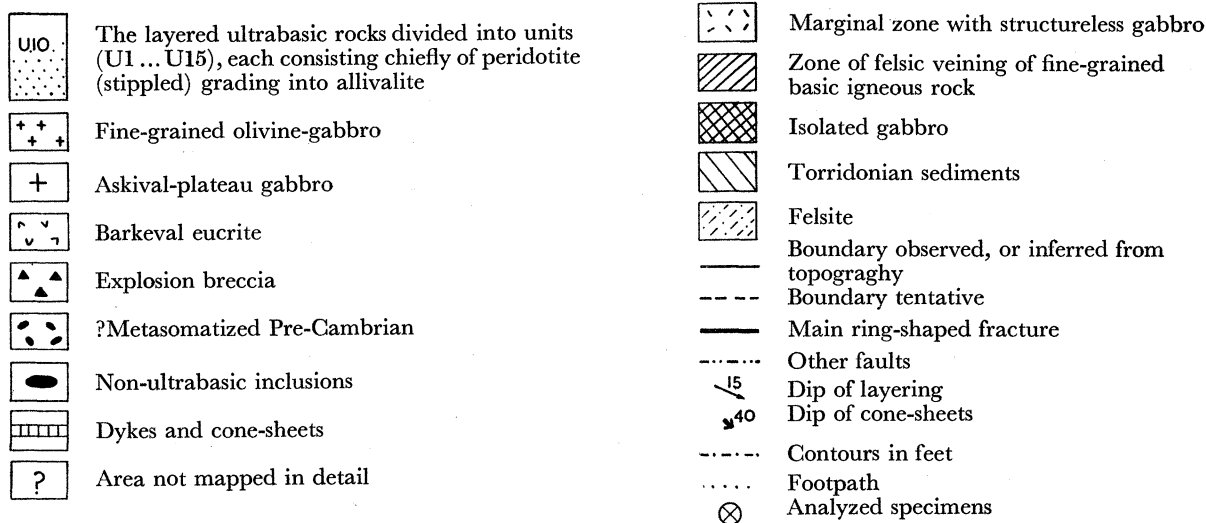 U,10.
The layered ultrabasic rocks divided into units
(U1 ... U15), each consisting chiefly of peridotite
(stippled) grading into allivalite
Fine-grained olivine-gabbro
Askival-plateau gabbro
Barkeval eucrite
Explosion breccia
?Metasomatized Pre-Cambrian
Non-ultrabasic inclusions
Dykes and cone-sheets
?
Area not mapped in detail
Marginal zone with structureless gabbro
Zone of felsic veining of fine-grained
basic igneous rock
Isolated gabbro
Torridonian sediments
Felsite
Boundary observed, or inferred from
topograghy
Boundary tentative
Main ring-shaped fracture
Other faults
15
Dip of layering
40
Dip of cone-sheets
Contours in feet
Footpath
Analyzed specimens